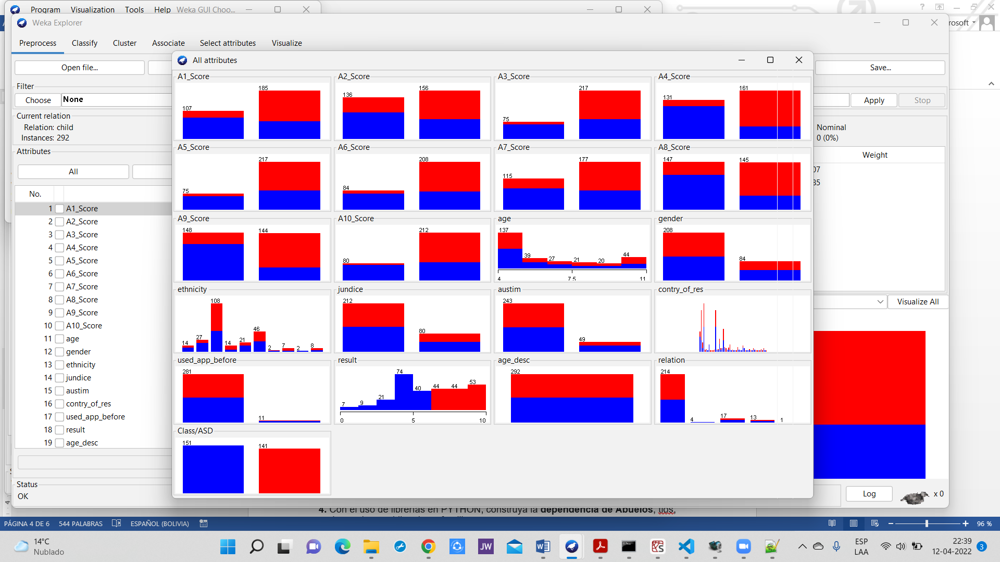 Program Visualization Tools Help Weka GUI Choo...
Weka Explorer
rosoft
Preprocess Classify Cluster Associate Select attributes Visualize
Open file...
Save...
Filter
Choose None
Apply Stop
Current relation
Relation: child
Instances: 292
Nominal
0 (0%)
Attributes
All
Weight
07
85
No.
1 A1_Score
2 A2_Score
3 A3_Score
4 A4_Score
5 A5_Score
6 A6_Score
7 A7_Score
8 A8_Score
9 A9_Score
10 A10_Score
11 age
12 gender
13 ethnicity
14 jundice
15 austim
16 contry_of_res
17 used_app_before
18 result
19 age_desc
Visualize All
Status
OK
Log
x 0
All attributes
A1_Score
107 185
A2_Score
136 156
A3_Score
75 217
A4_Score
131 161
A5_Score
75 217
A6_Score
84 208
A7_Score
115 177
A8_Score
147 145
A9_Score
148 144
A10_Score
80 212
age
137 39 27 21 20 44
4 7.5 11
gender
208 84
ethnicity
14 27 108 14 21 46 2 7 2 8
jundice
212 80
austim
243 49
contry_of_res
used_app_before
281 11
result
7 9 21 74 40 44 44 53
0 5 10
age_desc
292
relation
214 4 17 13 1
Class/ASD
151 141
4. Con el uso de librerías en PYTHON, construya la dependencia de Abuelos, tíos,
PÁGINA 4 DE 6 544 PALABRAS ESPAÑOL (BOLIVIA) 96 %
14°C
Nublado
JW
ESP
LAA
22:39
12-04-2022
3